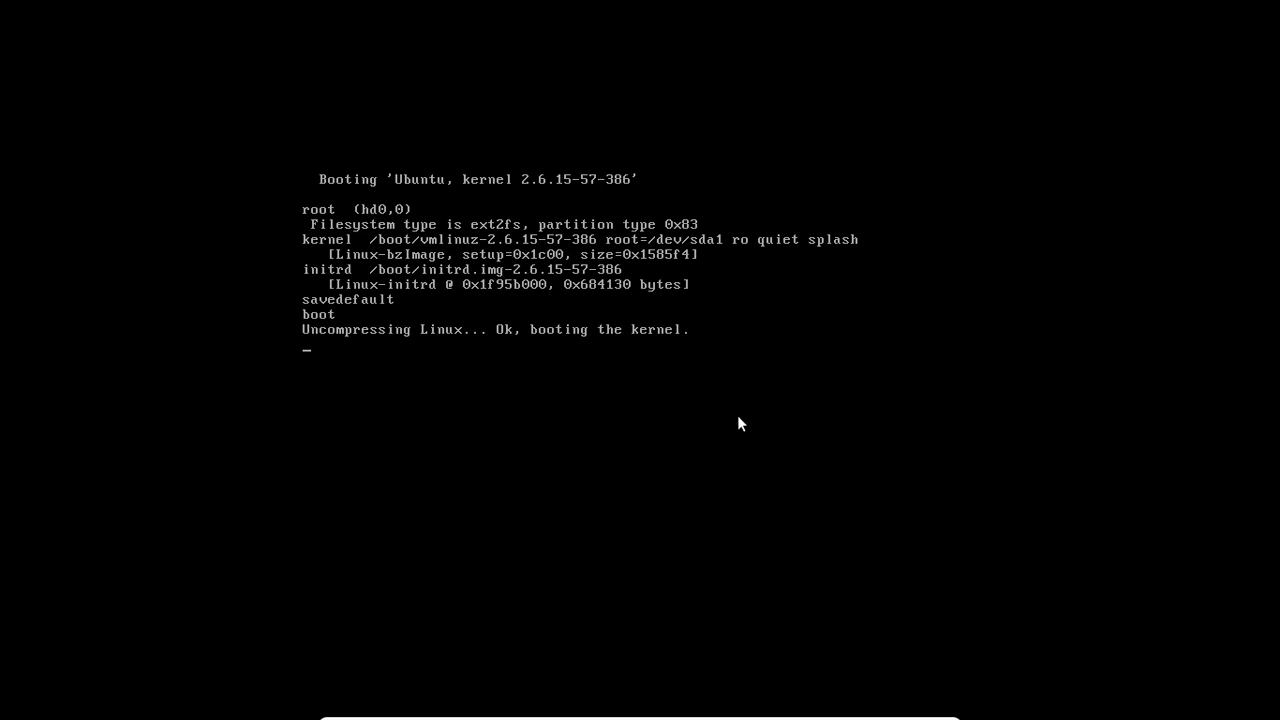 Booting 'Ubuntu, kernel 2.6.15-57-386'
root  (hd0,0)
Filesystem type is ext2fs, partition type 0x83
kernel  /boot/vmlinuz-2.6.15-57-386 root=/dev/sda1 ro quiet splash
[Linux-bzImage, setup=0x1c00, size=0x1585f4]
initrd  /boot/initrd.img-2.6.15-57-386
[Linux-initrd @ 0x1f95b000, 0x684130 bytes]
savedefault
boot
Uncompressing Linux... Ok, booting the kernel.
_